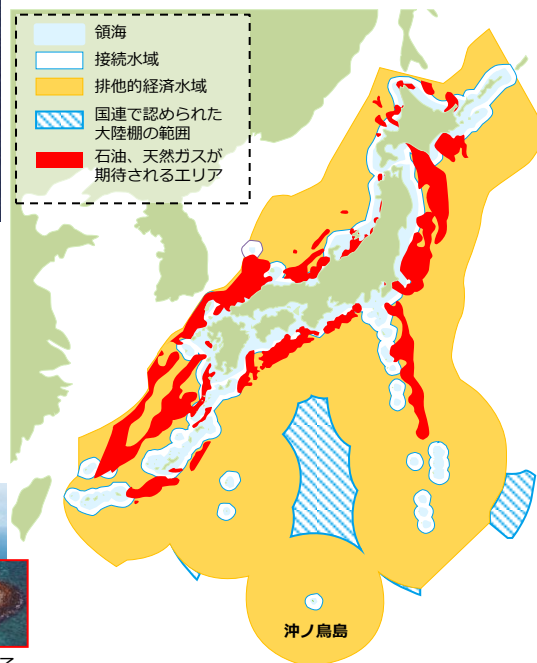 領海
接続水域
排他的経済水域
国連で認められた
大陸棚の範囲
石油、天然ガスが
期待されるエリア
沖ノ鳥島